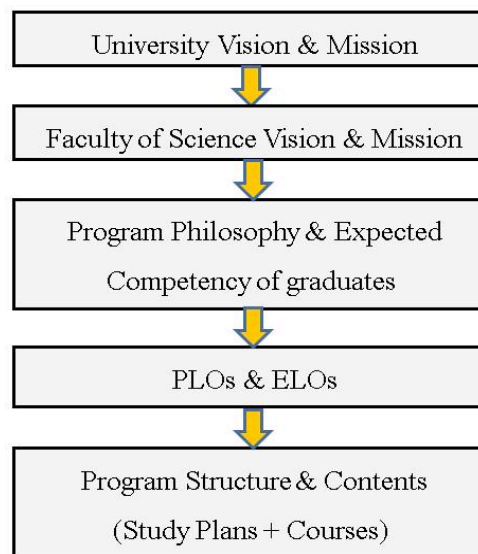 University Vision & Mission
Faculty of Science Vision & Mission
Program Philosophy & Expected
Competency of graduates
PLOs & ELOs
Program Structure & Contents
(Study Plans + Courses)